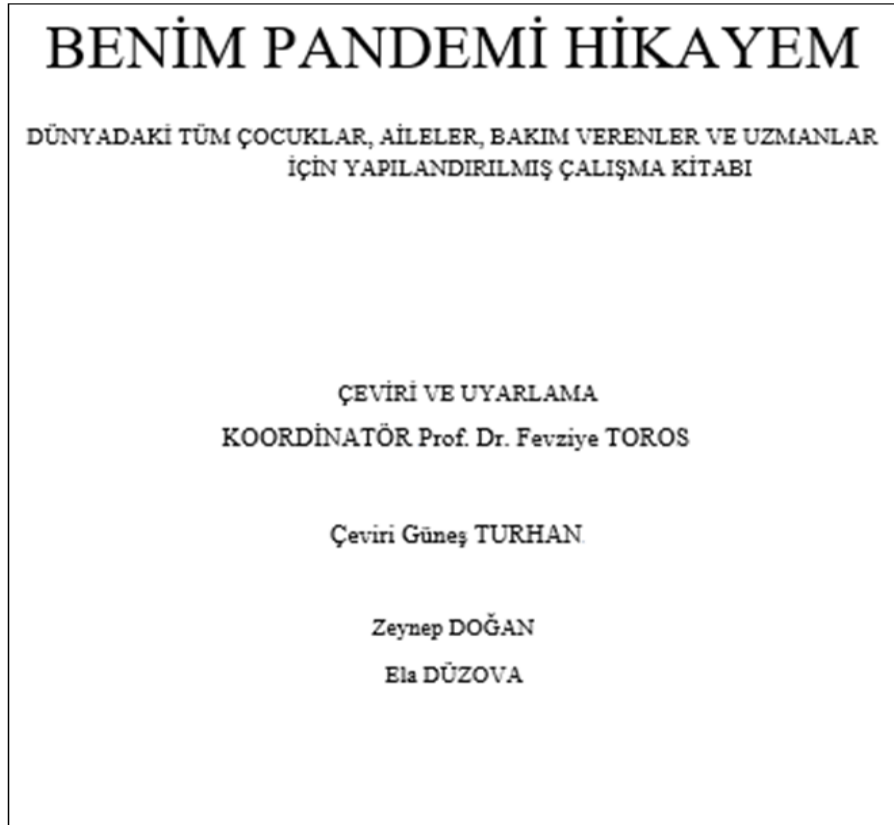 BENİM PANDEMİ HİKAYEM
DÜNYADAKİ TÜM ÇOCUKLAR, AİLELER, BAKIM VERENLER VE UZMANLAR
İÇİN YAPILANDIRILMIŞ ÇALIŞMA KİTABI
ÇEVİRİ VE UYARLAMA
KOORDİNATÖR Prof. Dr. Fevziye TOROS
Çeviri Güneş TURHAN
Zeynep DOĞAN
Ela DÜZOVA